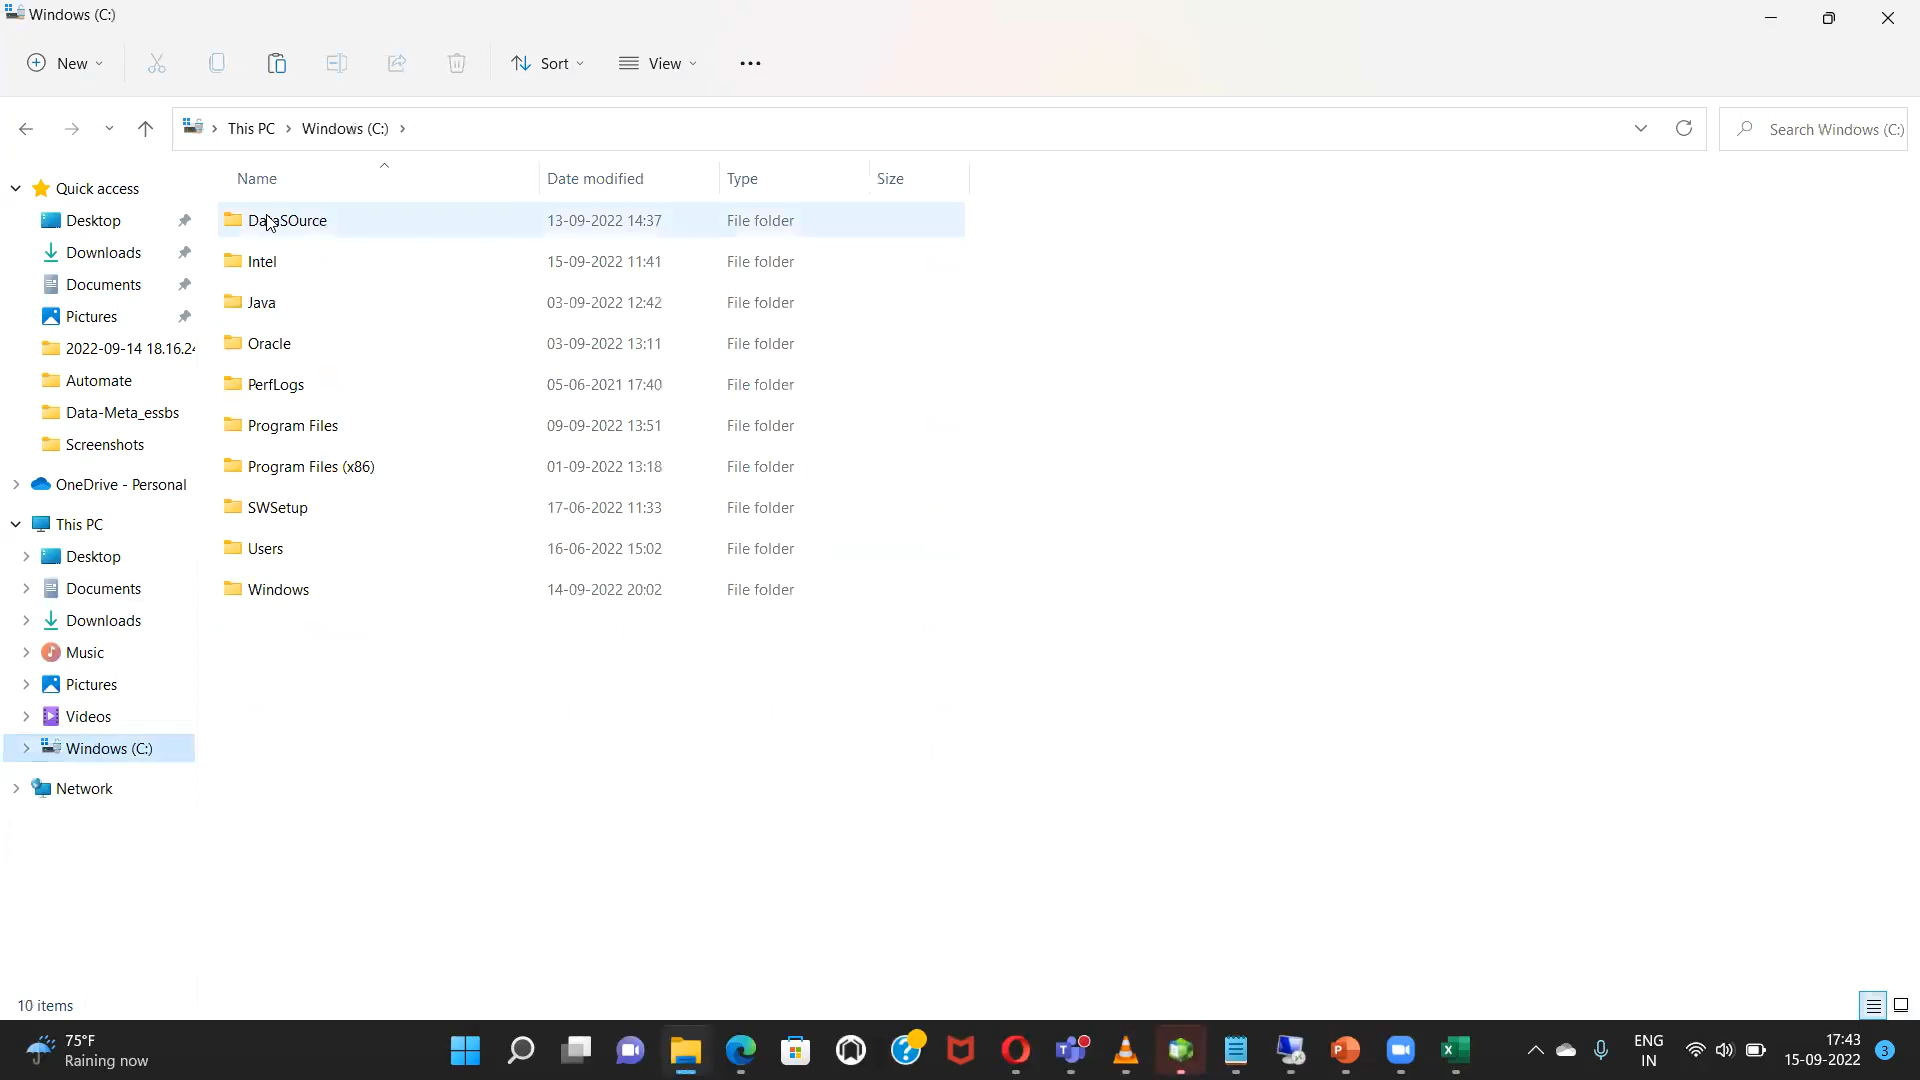 Windows (C:)
New
Sort
View
This PC > Windows (C:) >
Search Windows (C:)
Name
Date modified
Type
Size
Quick access
Desktop
Downloads
Documents
Pictures
2022-09-14 18.16.24
Automate
Data-Meta_essbs
Screenshots
OneDrive - Personal
This PC
Desktop
Documents
Downloads
Music
Pictures
Videos
Windows (C:)
Network
DataSOurce 13-09-2022 14:37 File folder
Intel 15-09-2022 11:41 File folder
Java 03-09-2022 12:42 File folder
Oracle 03-09-2022 13:11 File folder
PerfLogs 05-06-2021 17:40 File folder
Program Files 09-09-2022 13:51 File folder
Program Files (x86) 01-09-2022 13:18 File folder
SWSetup 17-06-2022 11:33 File folder
Users 16-06-2022 15:02 File folder
Windows 14-09-2022 20:02 File folder
10 items
75°F
Raining now
ENG
IN
17:43
15-09-2022
3